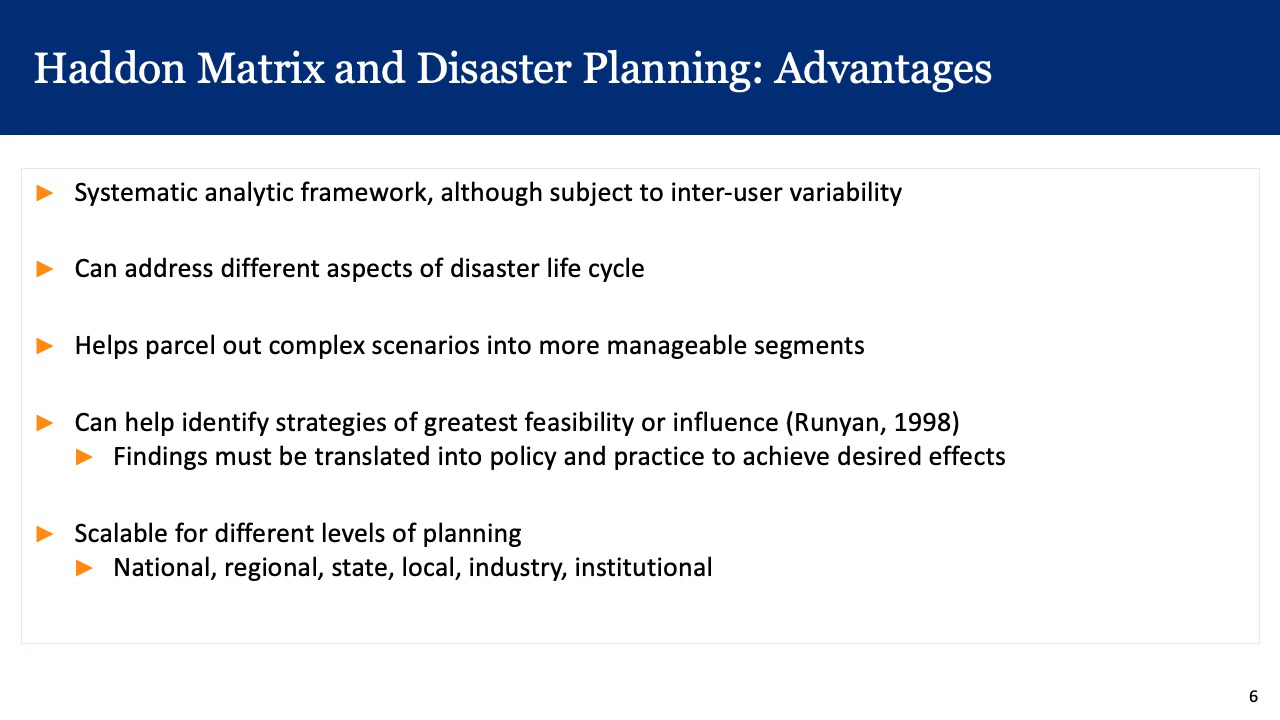 Haddon Matrix and Disaster Planning: Advantages
► Systematic analytic framework, although subject to inter-user variability
► Can address different aspects of disaster life cycle
► Helps parcel out complex scenarios into more manageable segments
► Can help identify strategies of greatest feasibility or influence (Runyan, 1998)
► Findings must be translated into policy and practice to achieve desired effects
► Scalable for different levels of planning
► National, regional, state, local, industry, institutional
6